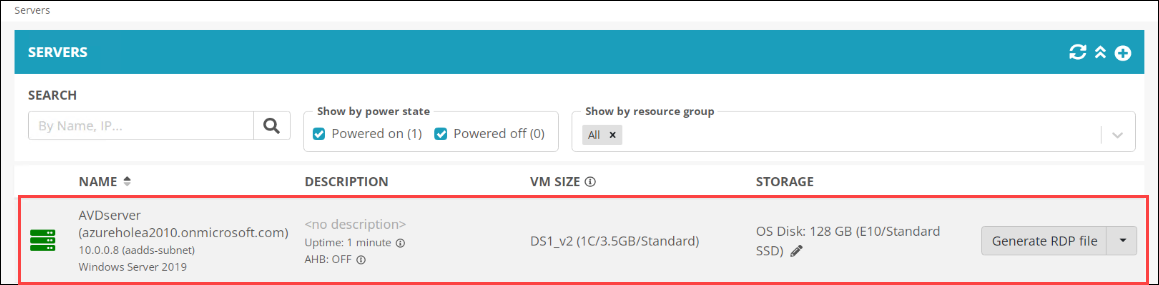 Servers
SERVERS
SEARCH
By Name, IP...
Show by power state
Powered on (1) Powered off (0)
Show by resource group
All ×
NAME DESCRIPTION VM SIZE STORAGE
AVDserver
(azureholea2010.onmicrosoft.com)
10.0.0.8 (aadds-subnet)
Windows Server 2019
<no description>
Uptime: 1 minute
AHB: OFF
DS1_v2 (1C/3.5GB/Standard)
OS Disk: 128 GB (E10/Standard
SSD)
Generate RDP file